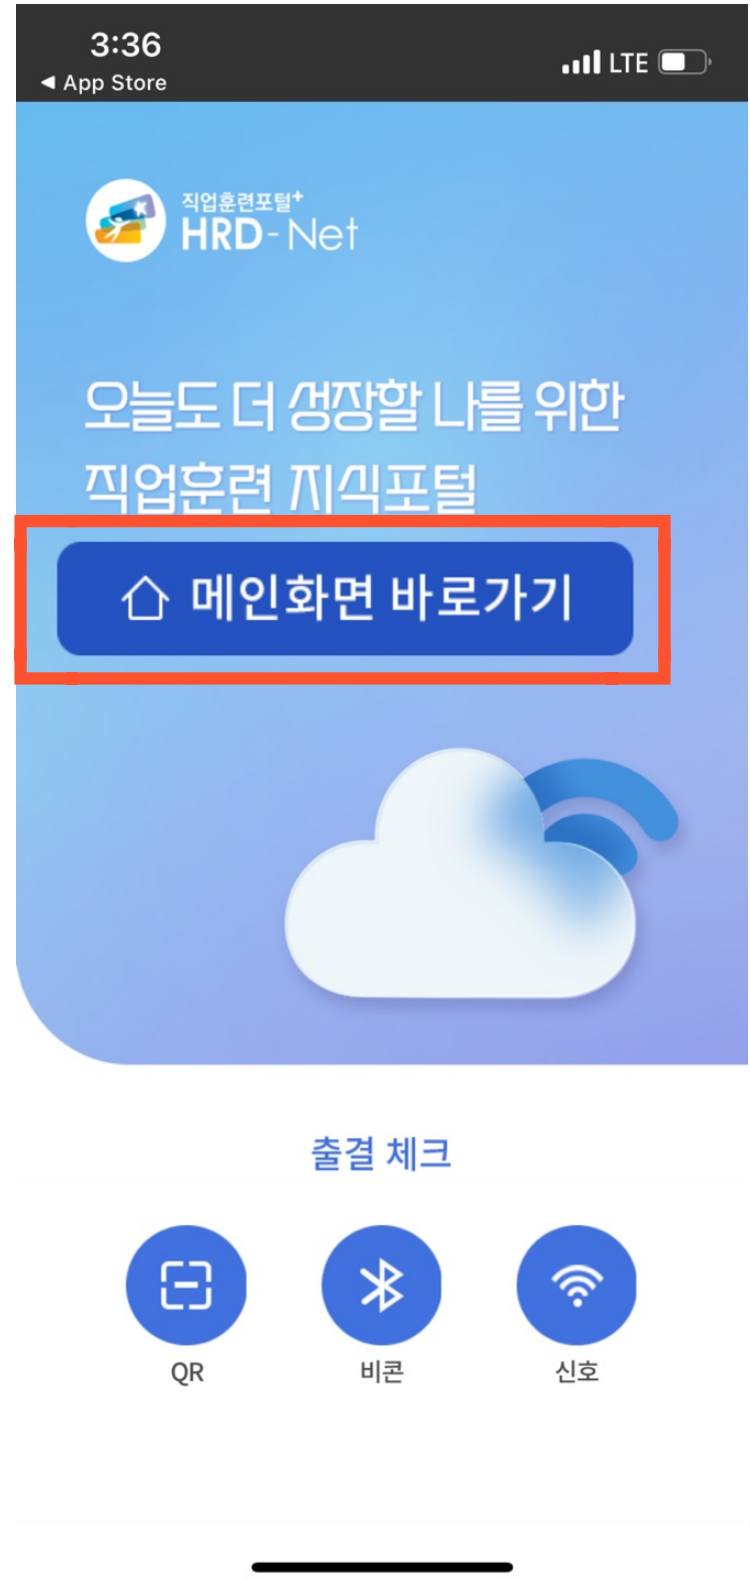 3:36
LTE
◀ App Store
직업훈련포털+
HRD-Net
오늘도 더 성장할 나를 위한
직업훈련 지식포털
메인화면 바로가기
출결 체크
QR
비콘
신호